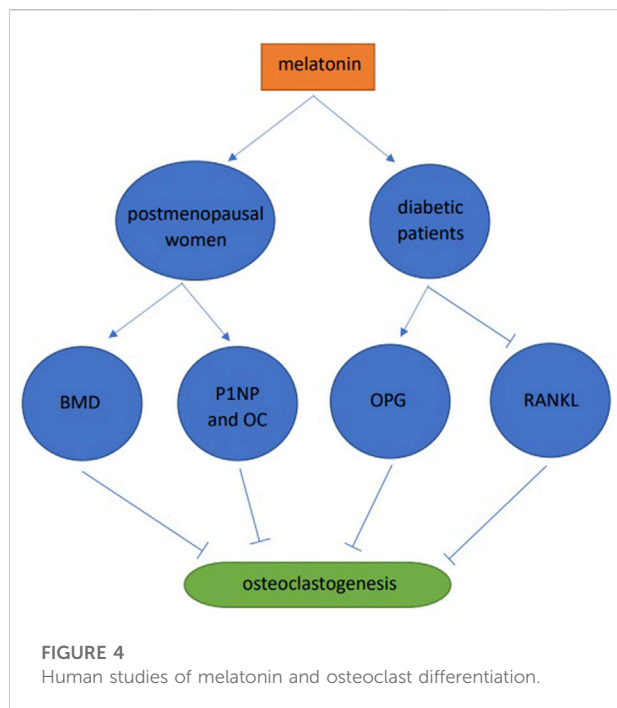 melatonin
postmenopausal
women
diabetic
patients
BMD
P1NP
and OC
OPG
RANKL
osteoclastogenesis
FIGURE 4
Human studies of melatonin and osteoclast differentiation.